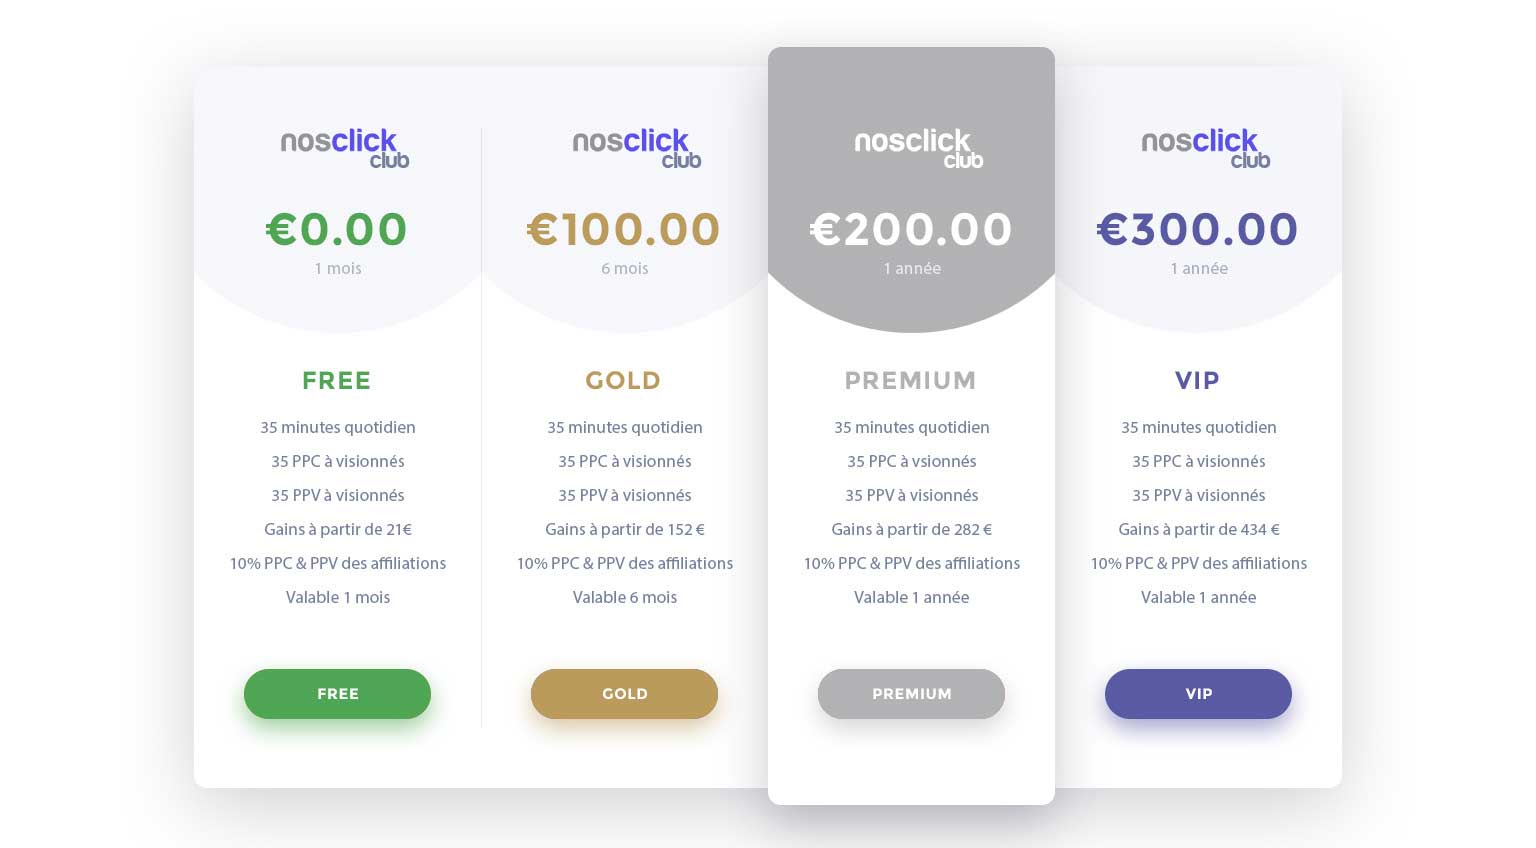 nosclick
club
€0.00
1 mois
FREE
35 minutes quotidien
35 PPC à visionnés
35 PPV à visionnés
Gains à partir de 21€
10% PPC & PPV des affiliations
Valable 1 mois
FREE
nosclick
club
€100.00
6 mois
GOLD
35 minutes quotidien
35 PPC à visionnés
35 PPV à visionnés
Gains à partir de 152 €
10% PPC & PPV des affiliations
Valable 6 mois
GOLD
nosclick
club
€200.00
1 année
PREMIUM
35 minutes quotidien
35 PPC à vsionnés
35 PPV à visionnés
Gains à partir de 282 €
10% PPC & PPV des affiliations
Valable 1 année
PREMIUM
nosclick
club
€300.00
1 année
VIP
35 minutes quotidien
35 PPC à visionnés
35 PPV à visionnés
Gains à partir de 434 €
10% PPC & PPV des affiliations
Valable 1 année
VIP